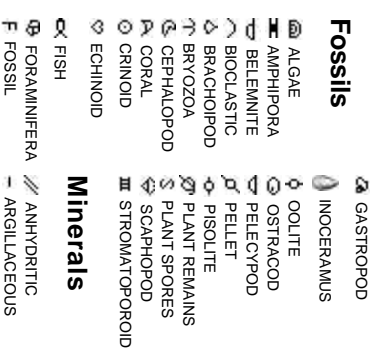 Fossils
ALGAE
AMPHIPORA
BELEMNITE
BIOCLASTIC
BRACHOIPOD
BRYOZOA
CEPHALOPOD
CORAL
CRINOID
ECHINOID
FISH
FORAMINIFERA
FOSSIL
GASTROPOD
INOCERAMUS
OOLITE
OSTRACOD
PELECYPOD
PELLET
PISOLITE
PLANT REMAINS
PLANT SPORES
SCAPHOPOD
STROMATOPOROID
Minerals
ANHYDRITIC
ARGILLACEOUS